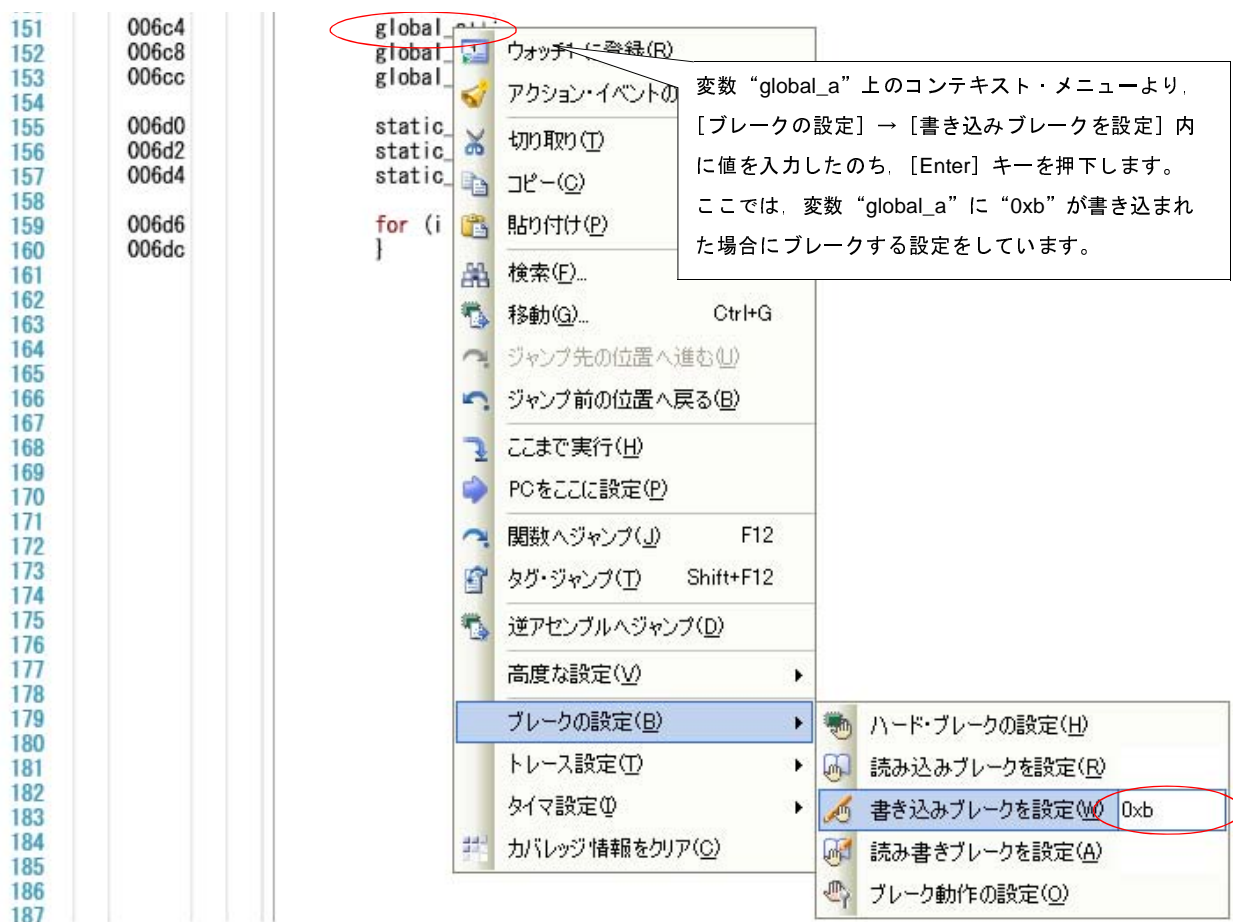 151 006c4 global_
152 006c8 global_
153 006cc global_
154
155 006d0 static_
156 006d2 static_
157 006d4 static_
158
159 006d6 for (i
160 006dc }
161
162
163
164
165
166
167
168
169
170
171
172
173
174
175
176
177
178
179
180
181
182
183
184
185
186
187
ウォッチ1に登録(R)
アクション・イベントの
切り取り(T)
コピー(C)
貼り付け(P)
検索(F)...
移動(G)... Ctrl+G
ジャンプ先の位置へ進む(U)
ジャンプ前の位置へ戻る(B)
ここまで実行(H)
PCをここに設定(P)
関数へジャンプ(J) F12
タグ・ジャンプ(T) Shift+F12
逆アセンブルへジャンプ(D)
高度な設定(V)
ブレークの設定(B)
トレース設定(T)
タイマ設定(I)
カバレッジ情報をクリア(C)
変数“global_a”上のコンテキスト・メニューより，
［ブレークの設定］→［書き込みブレークを設定］内
に値を入力したのち，［Enter］キーを押下します。
ここでは，変数“global_a”に“0xb”が書き込まれ
た場合にブレークする設定をしています。
ハード・ブレークの設定(H)
読み込みブレークを設定(R)
書き込みブレークを設定(W) 0xb
読み書きブレークを設定(A)
ブレーク動作の設定(O)